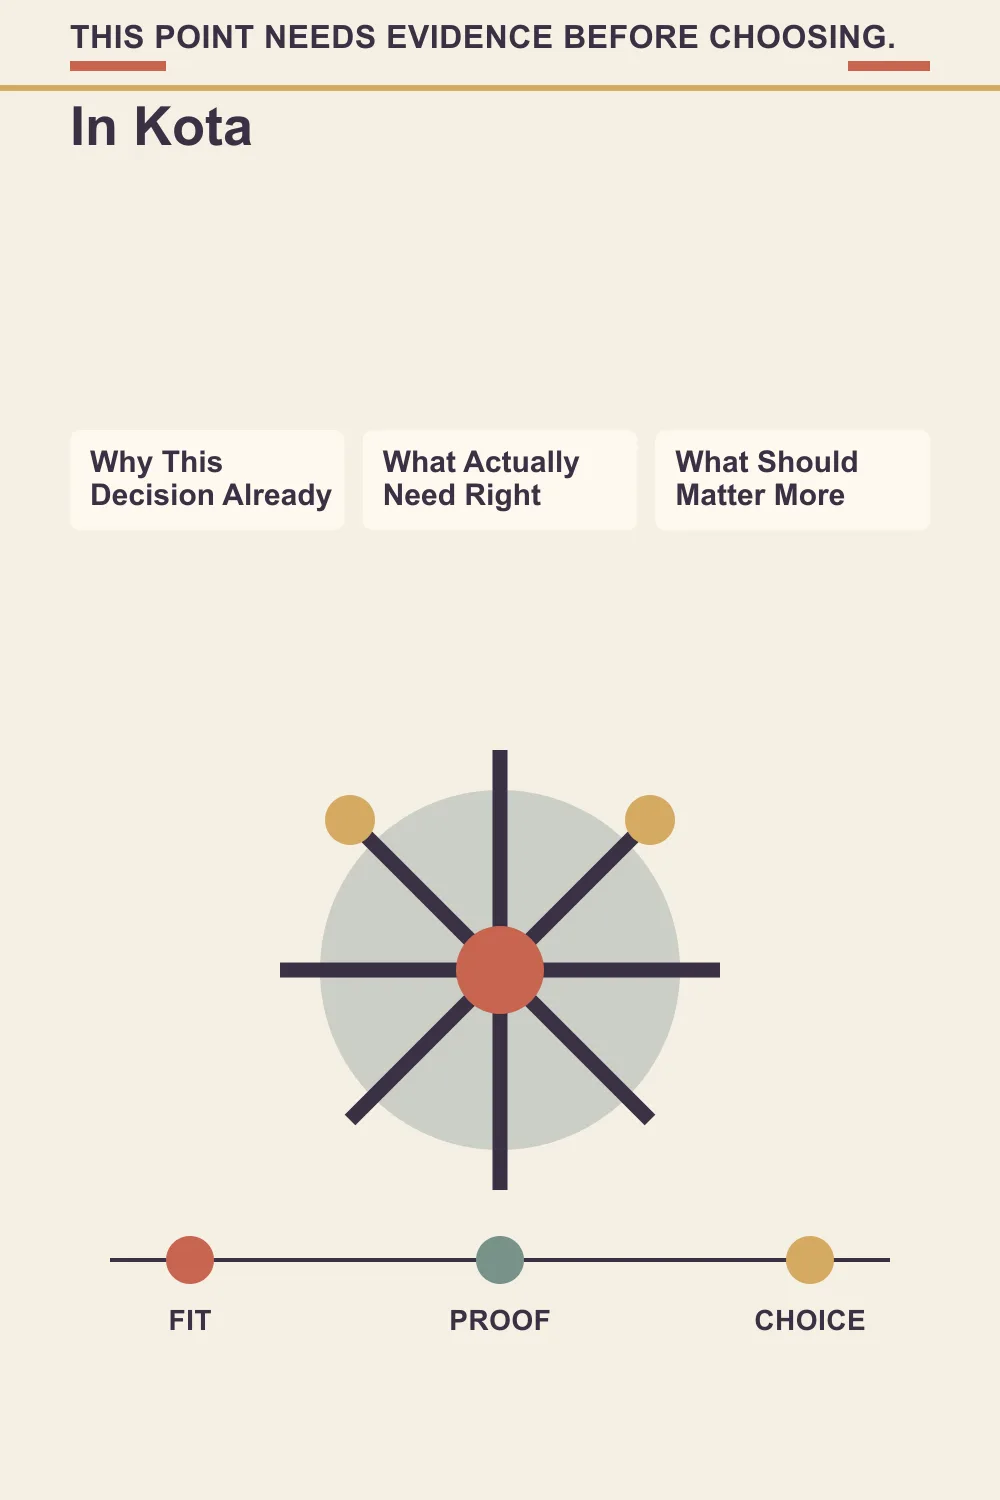 THIS POINT NEEDS EVIDENCE BEFORE CHOOSING.
In Kota
Why This
Decision Already
What Actually
Need Right
What Should
Matter More
FIT
PROOF
CHOICE